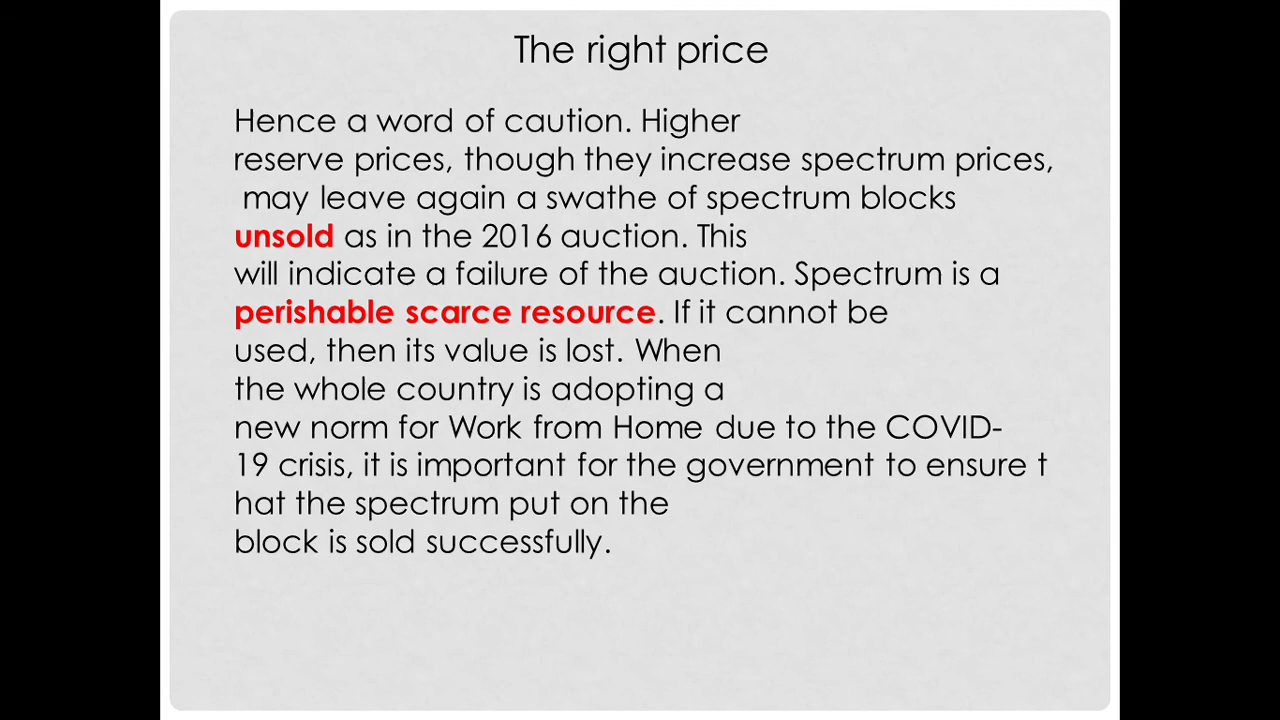 The right price
Hence a word of caution. Higher
reserve prices, though they increase spectrum prices,
may leave again a swathe of spectrum blocks
unsold as in the 2016 auction. This
will indicate a failure of the auction. Spectrum is a
perishable scarce resource. If it cannot be
used, then its value is lost. When
the whole country is adopting a
new norm for Work from Home due to the COVID-
19 crisis, it is important for the government to ensure t
hat the spectrum put on the
block is sold successfully.